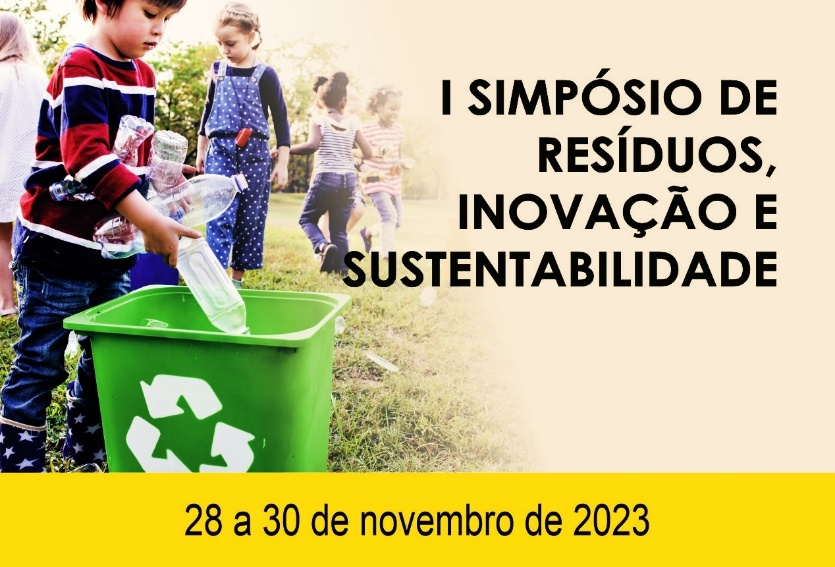 I SIMPÓSIO DE
RESÍDUOS,
INOVAÇÃO E
SUSTENTABILIDADE
28 a 30 de novembro de 2023